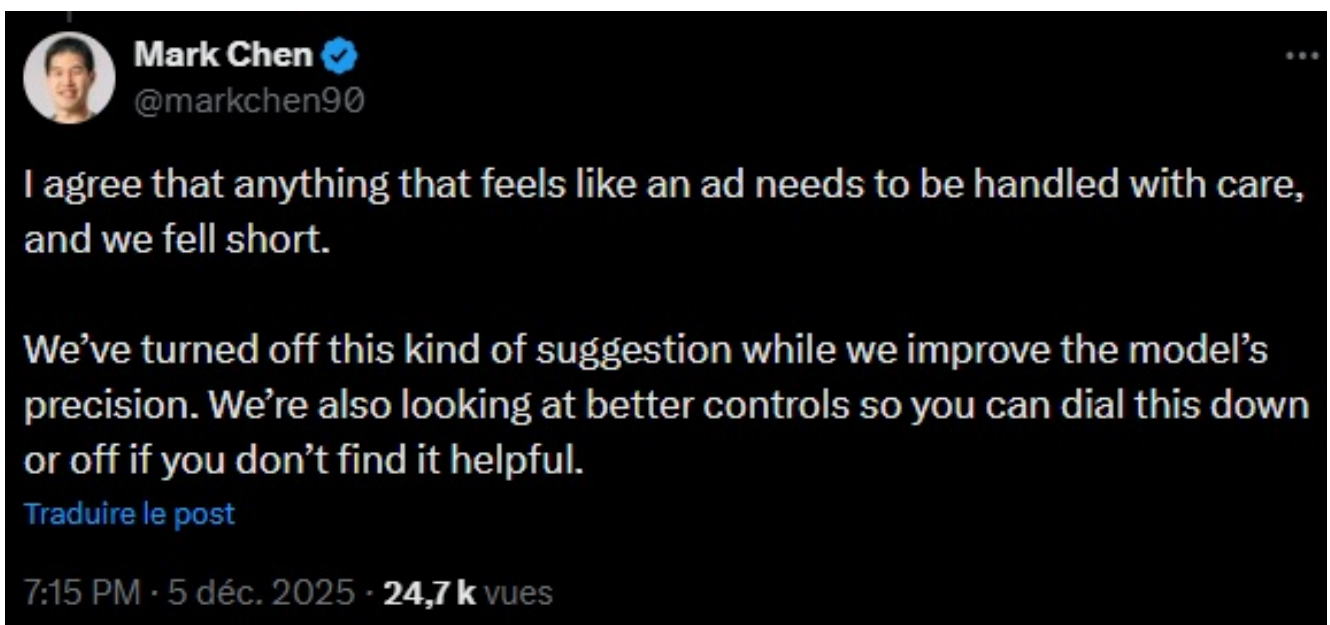 Mark Chen
@markchen90
I agree that anything that feels like an ad needs to be handled with care,
and we fell short.
We’ve turned off this kind of suggestion while we improve the model’s
precision. We’re also looking at better controls so you can dial this down
or off if you don’t find it helpful.
Traduire le post
7:15 PM · 5 déc. 2025 · 24,7 k vues